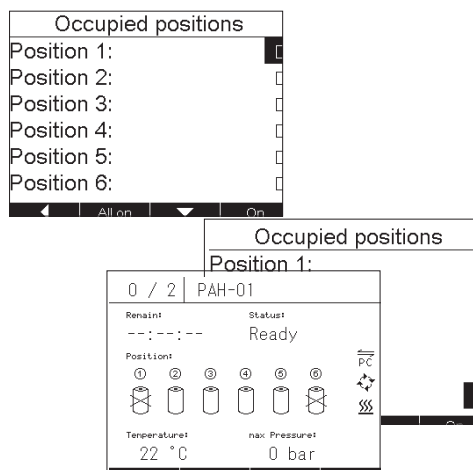 Occupied positions
Position 1:
Position 2:
Position 3:
Position 4:
Position 5:
Position 6:
All on On
Occupied positions
Position 1:
0 / 2 PAH-01
Remain: Status:
--:--:-- Ready
PC
Position:
1 2 3 4 5 6
Temperature: max Pressure:
22 °C 0 bar